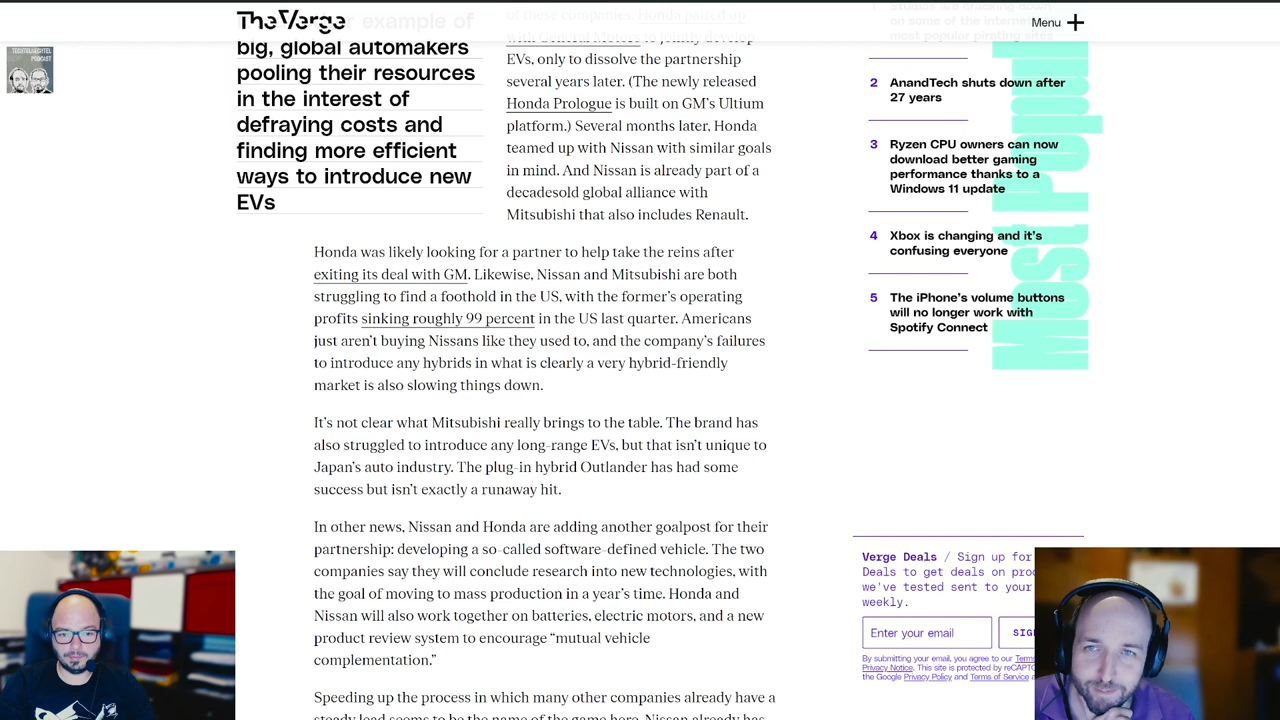 The Verge
Menu
example of
big, global automakers
pooling their resources
in the interest of
defraying costs and
finding more efficient
ways to introduce new
EVs
of these companies. Honda paired up
with General Motors to jointly develop
EVs, only to dissolve the partnership
several years later. (The newly released
Honda Prologue is built on GM’s Ultium
platform.) Several months later, Honda
teamed up with Nissan with similar goals
in mind. And Nissan is already part of a
decadesold global alliance with
Mitsubishi that also includes Renault.
Honda was likely looking for a partner to help take the reins after
exiting its deal with GM. Likewise, Nissan and Mitsubishi are both
struggling to find a foothold in the US, with the former’s operating
profits sinking roughly 99 percent in the US last quarter. Americans
just aren’t buying Nissans like they used to, and the company’s failures
to introduce any hybrids in what is clearly a very hybrid-friendly
market is also slowing things down.
It’s not clear what Mitsubishi really brings to the table. The brand has
also struggled to introduce any long-range EVs, but that isn’t unique to
Japan’s auto industry. The plug-in hybrid Outlander has had some
success but isn’t exactly a runaway hit.
In other news, Nissan and Honda are adding another goalpost for their
partnership: developing a so-called software-defined vehicle. The two
companies say they will conclude research into new technologies, with
the goal of moving to mass production in a year’s time. Honda and
Nissan will also work together on batteries, electric motors, and a new
product review system to encourage “mutual vehicle
complementation.”
Speeding up the process in which many other companies already have a
steady lead seems to be the name of the game here. Nissan already has
Most Popul
Studios are cracking down
on some of the internet’s
most popular pirating sites
2 AnandTech shuts down after
27 years
3 Ryzen CPU owners can now
download better gaming
performance thanks to a
Windows 11 update
4 Xbox is changing and it’s
confusing everyone
5 The iPhone’s volume buttons
will no longer work with
Spotify Connect
Verge Deals / Sign up for
Deals to get deals on pro
we've tested sent to your
weekly.
Enter your email
SIG
By submitting your email, you agree to our Terms
Privacy Notice. This site is protected by reCAPTC
the Google Privacy Policy and Terms of Service a